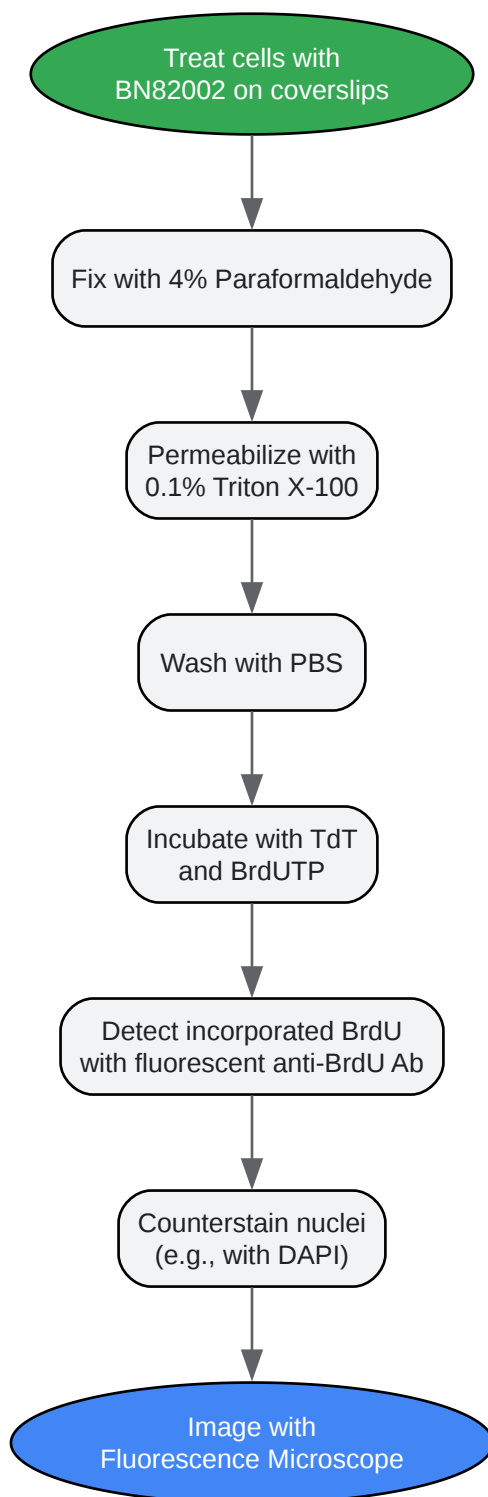 Treat cells with
BN82002 on coverslips
Fix with 4% Paraformaldehyde
Permeabilize with
0.1% Triton X-100
Wash with PBS
Incubate with TdT
and BrdUTP
Detect incorporated BrdU
with fluorescent anti-BrdU Ab
Counterstain nuclei
(e.g., with DAPI)
Image with
Fluorescence Microscope